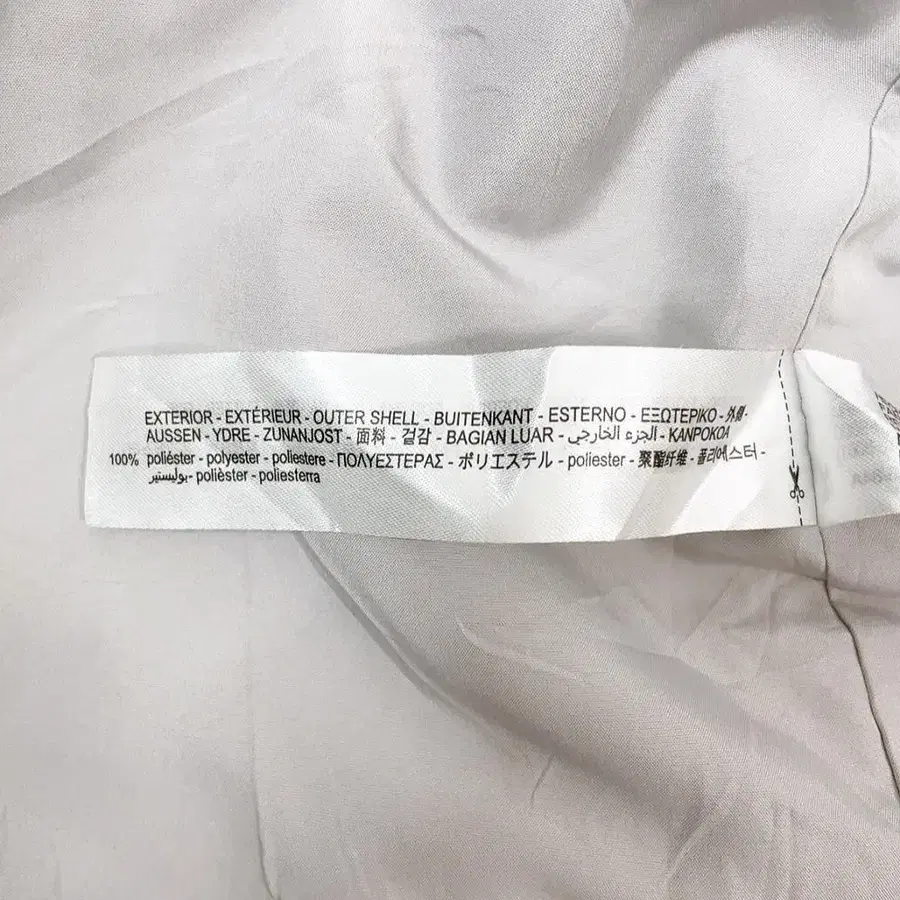 EXTERIOR - EXTÉRIEUR - OUTER SHELL - BUITENKANT - ESTERNO - ΕΞΩΤΕΡΙΚΟ - 外側 -
AUSSEN - YDRE - ZUNANJOST - 面料 - 겉감 - BAGIAN LUAR - الجزء الخارجي - KANPOKOA
100% poliéster - polyester - poliestere - ΠΟΛΥΕΣΤΕΡΑΣ - ポリエステル - poliester - 聚酯纤维 - 폴리에스터 -
بوليستير - polièster - poliesterra